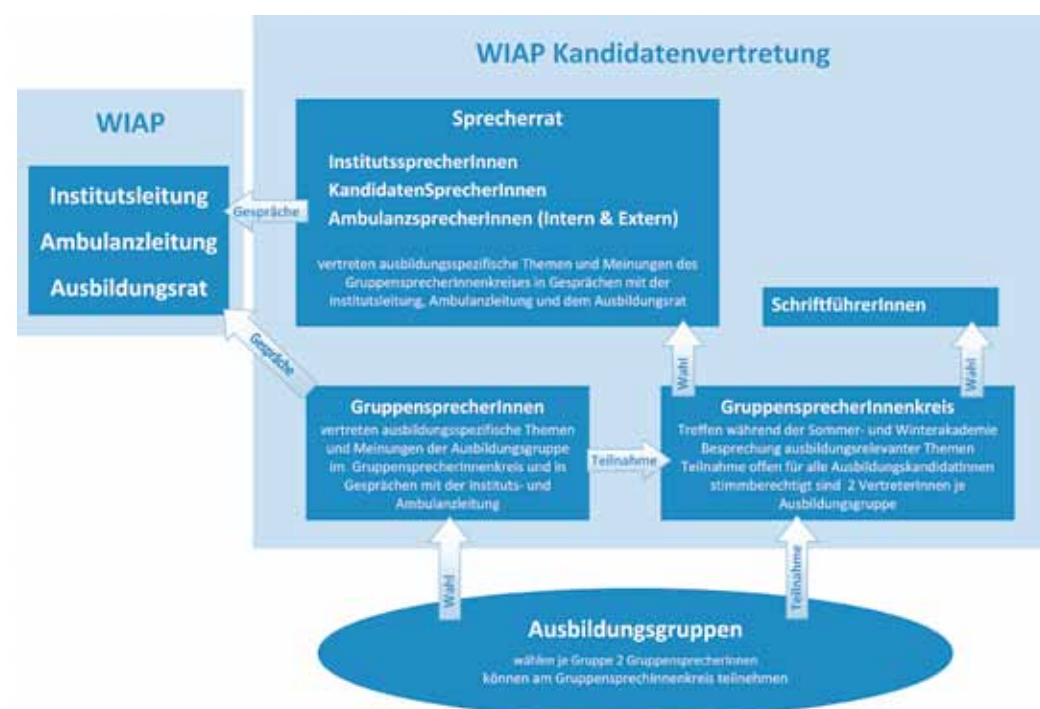 WIAP Kandidatenvertretung
WIAP
Institutsleitung
Ambulanzleitung
Ausbildungsrat
Gespräche
Sprecherrat
InstitutssprecherInnen
KandidatenSprecherInnen
AmbulanzsprecherInnen (Intern & Extern)
vertreten ausbildungsspezifische Themen und Meinungen des
GruppensprecherInnenkreises in Gesprächen mit der
Institutsleitung, Ambulanzleitung und dem Ausbildungsrat
SchriftführerInnen
Gespräche
Wahl
Wahl
GruppensprecherInnen
vertreten ausbildungsspezifische Themen
und Meinungen der Ausbildungsgruppe
im GruppensprecherInnenkreis und in
Gesprächen mit der Instituts- und
Ambulanzleitung
Teilnahme
GruppensprecherInnenkreis
Treffen während der Sommer- und Winterakademie
Besprechung ausbildungsrelevanter Themen
Teilnahme offen für alle AusbildungskandidatInnen
stimmberechtigt sind 2 VertreterInnen je
Ausbildungsgruppe
Wahl
Teilnahme
Ausbildungsgruppen
wählen je Gruppe 2 GruppensprecherInnen
können am GruppensprechInnenkreis teilnehmen